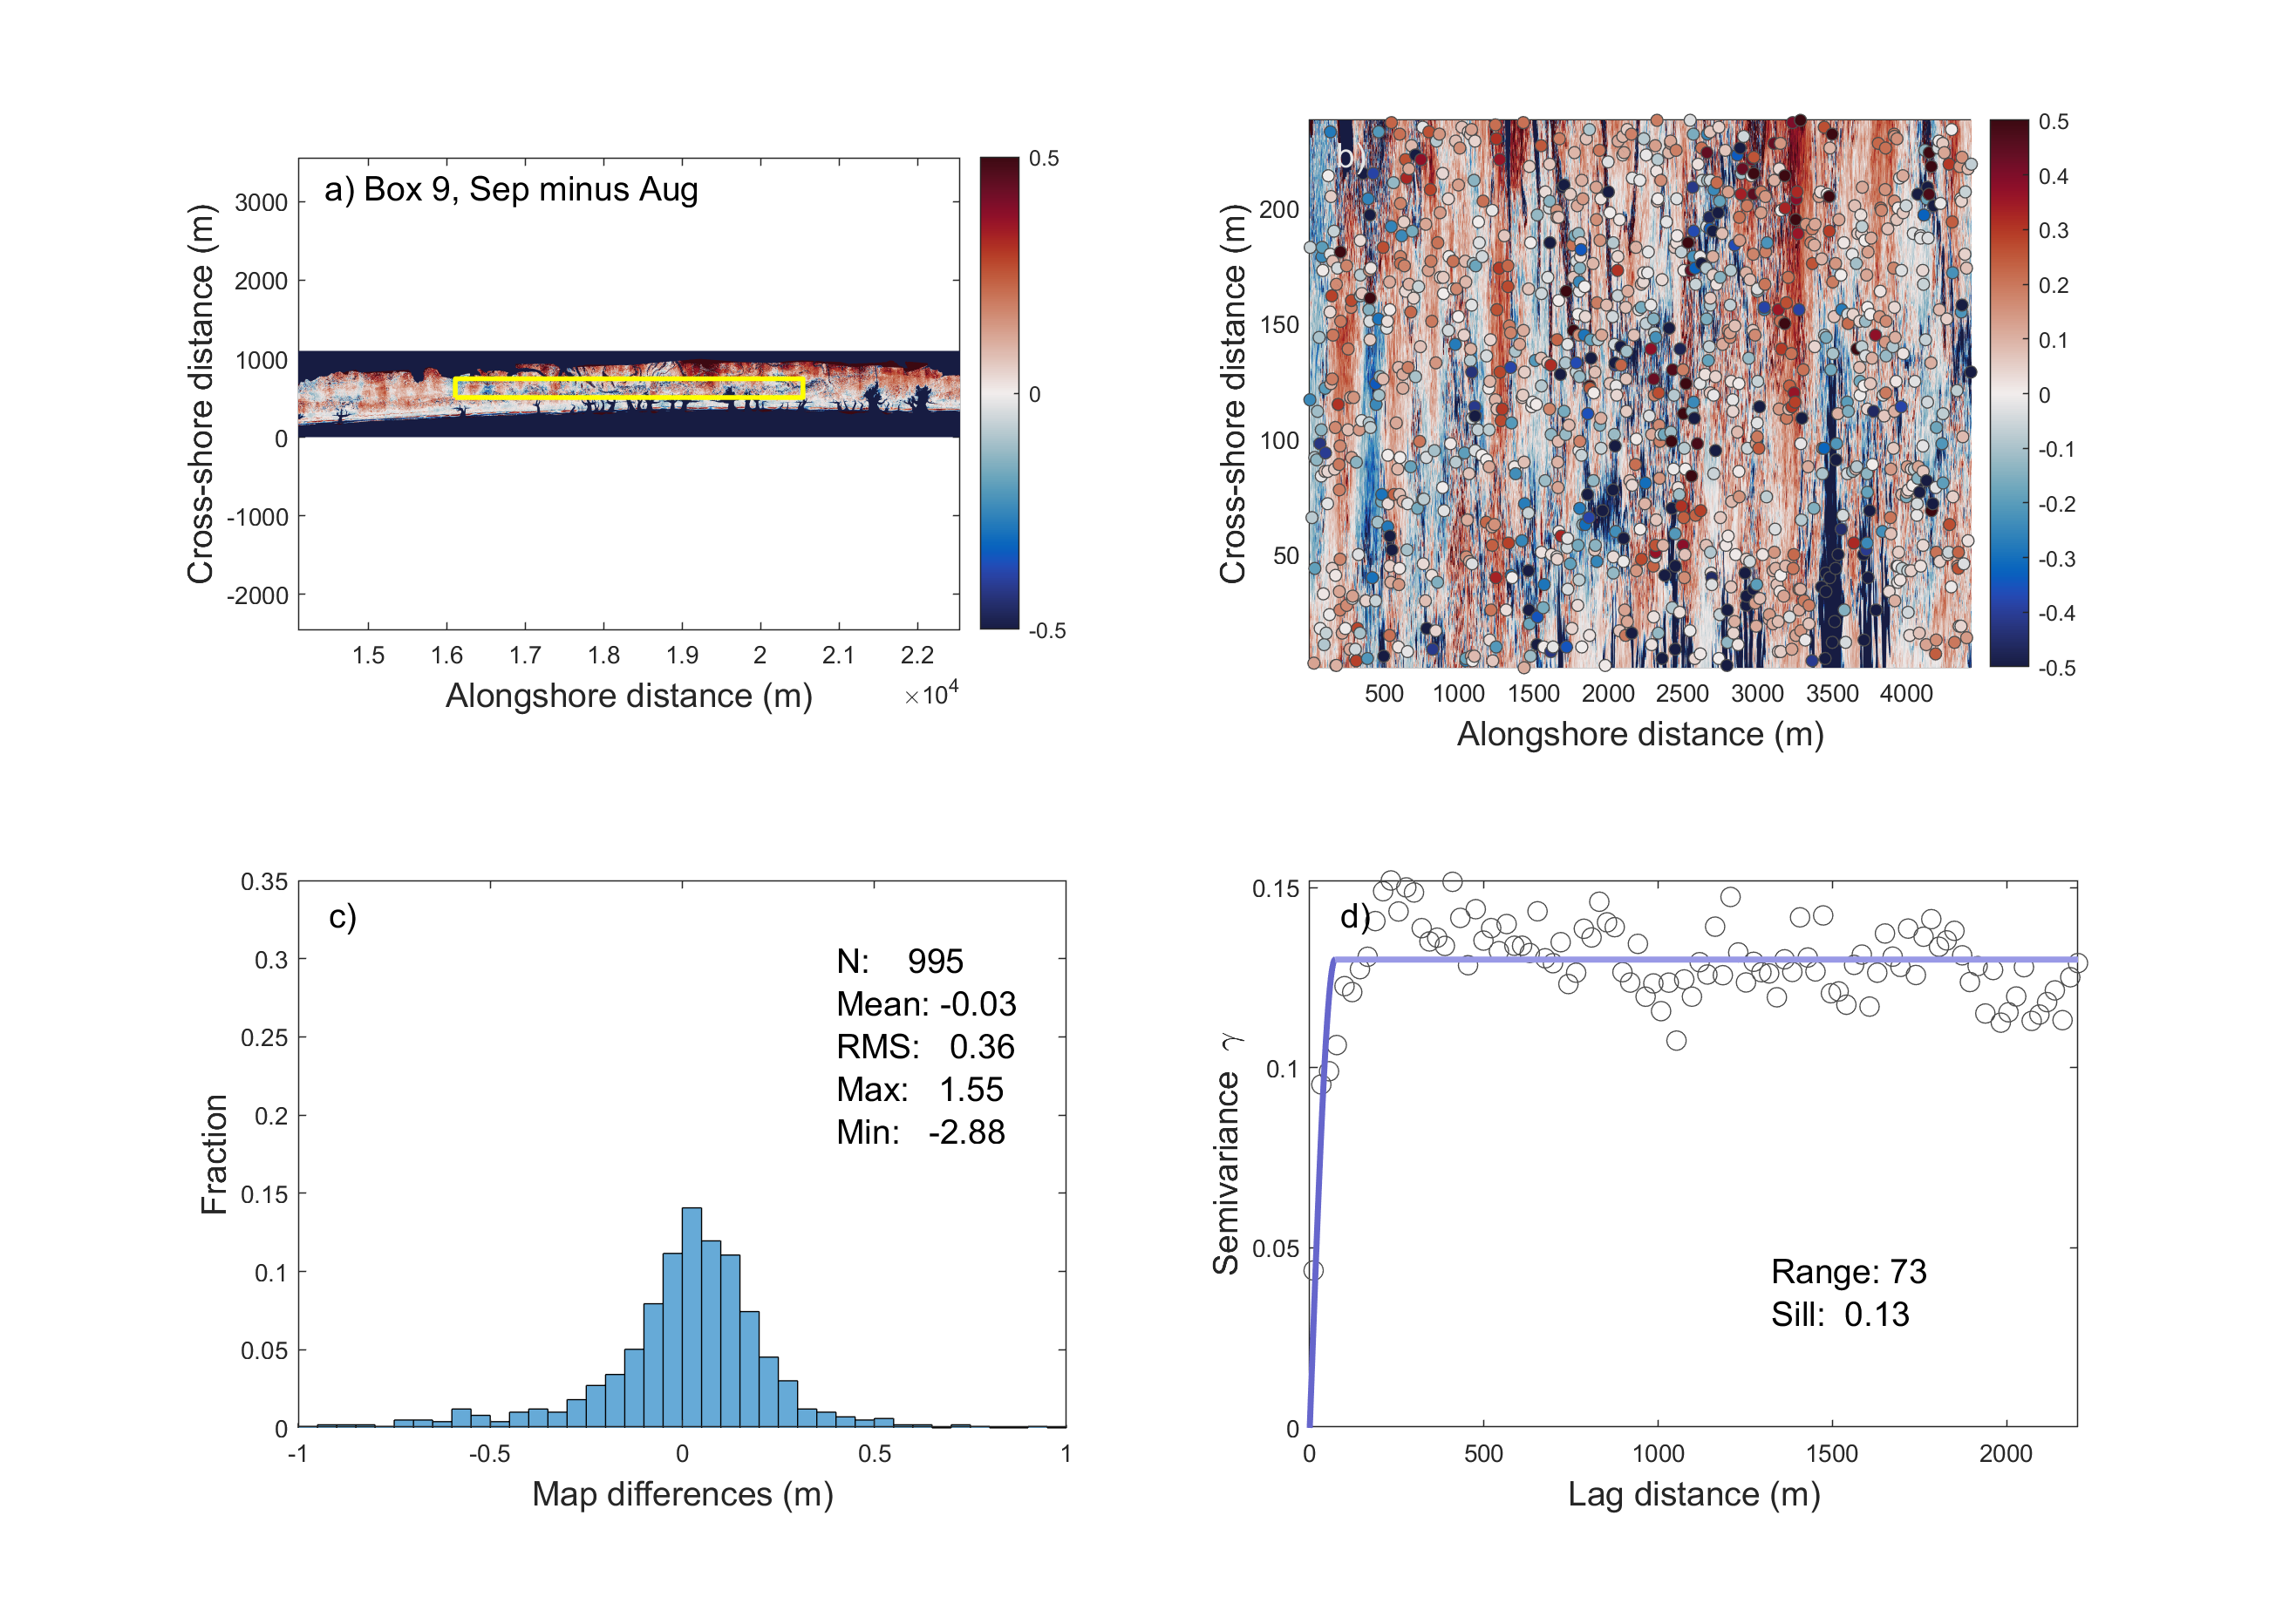 a) Box 9, Sep minus Aug
Cross-shore distance (m)
3000
2000
1000
0
-1000
-2000
1.5 1.6 1.7 1.8 1.9 2 2.1 2.2
×10⁴
Alongshore distance (m)
0.5
0
-0.5
b)
Cross-shore distance (m)
200
150
100
50
500 1000 1500 2000 2500 3000 3500 4000
Alongshore distance (m)
0.5
0.4
0.3
0.2
0.1
0
-0.1
-0.2
-0.3
-0.4
-0.5
c)
Fraction
0.35
0.3
0.25
0.2
0.15
0.1
0.05
0
N: 995
Mean: -0.03
RMS: 0.36
Max: 1.55
Min: -2.88
-1 -0.5 0 0.5 1
Map differences (m)
d)
Semivariance γ
0.15
0.1
0.05
0
Range: 73
Sill: 0.13
0 500 1000 1500 2000
Lag distance (m)